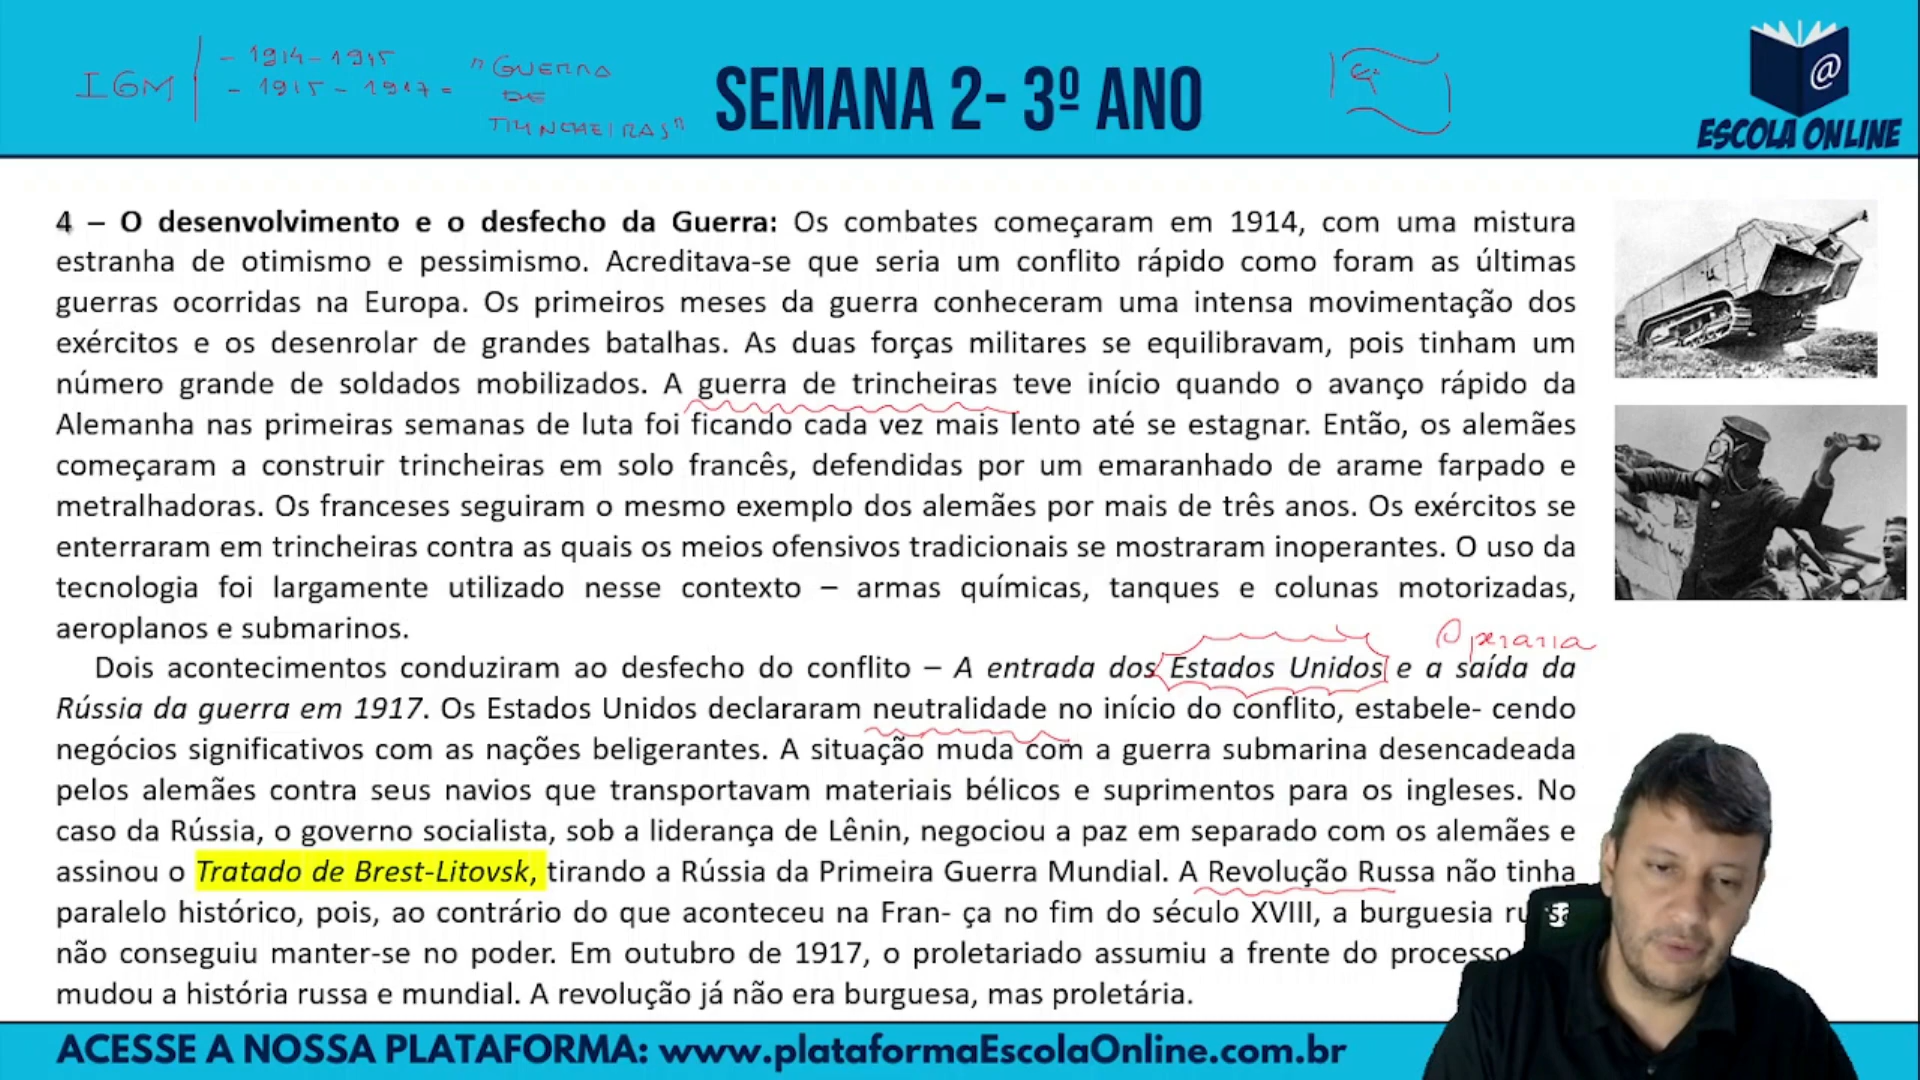 IGM
- 1914-1915
- 1915 - 1917 =
"GUERRA
DE
TRINCHEIRAS"
SEMANA 2- 3º ANO
@
ESCOLA ONLINE
4 – O desenvolvimento e o desfecho da Guerra: Os combates começaram em 1914, com uma mistura
estranha de otimismo e pessimismo. Acreditava-se que seria um conflito rápido como foram as últimas
guerras ocorridas na Europa. Os primeiros meses da guerra conheceram uma intensa movimentação dos
exércitos e os desenrolar de grandes batalhas. As duas forças militares se equilibravam, pois tinham um
número grande de soldados mobilizados. A guerra de trincheiras teve início quando o avanço rápido da
Alemanha nas primeiras semanas de luta foi ficando cada vez mais lento até se estagnar. Então, os alemães
começaram a construir trincheiras em solo francês, defendidas por um emaranhado de arame farpado e
metralhadoras. Os franceses seguiram o mesmo exemplo dos alemães por mais de três anos. Os exércitos se
enterraram em trincheiras contra as quais os meios ofensivos tradicionais se mostraram inoperantes. O uso da
tecnologia foi largamente utilizado nesse contexto – armas químicas, tanques e colunas motorizadas,
aeroplanos e submarinos.
Operaria
Dois acontecimentos conduziram ao desfecho do conflito – A entrada dos Estados Unidos e a saída da
Rússia da guerra em 1917. Os Estados Unidos declararam neutralidade no início do conflito, estabele- cendo
negócios significativos com as nações beligerantes. A situação muda com a guerra submarina desencadeada
pelos alemães contra seus navios que transportavam materiais bélicos e suprimentos para os ingleses. No
caso da Rússia, o governo socialista, sob a liderança de Lênin, negociou a paz em separado com os alemães e
assinou o Tratado de Brest-Litovsk, tirando a Rússia da Primeira Guerra Mundial. A Revolução Russa não tinha
paralelo histórico, pois, ao contrário do que aconteceu na Fran- ça no fim do século XVIII, a burguesia
não conseguiu manter-se no poder. Em outubro de 1917, o proletariado assumiu a frente do processo
mudou a história russa e mundial. A revolução já não era burguesa, mas proletária.
ACESSE A NOSSA PLATAFORMA: www.plataformaEscolaOnline.com.br